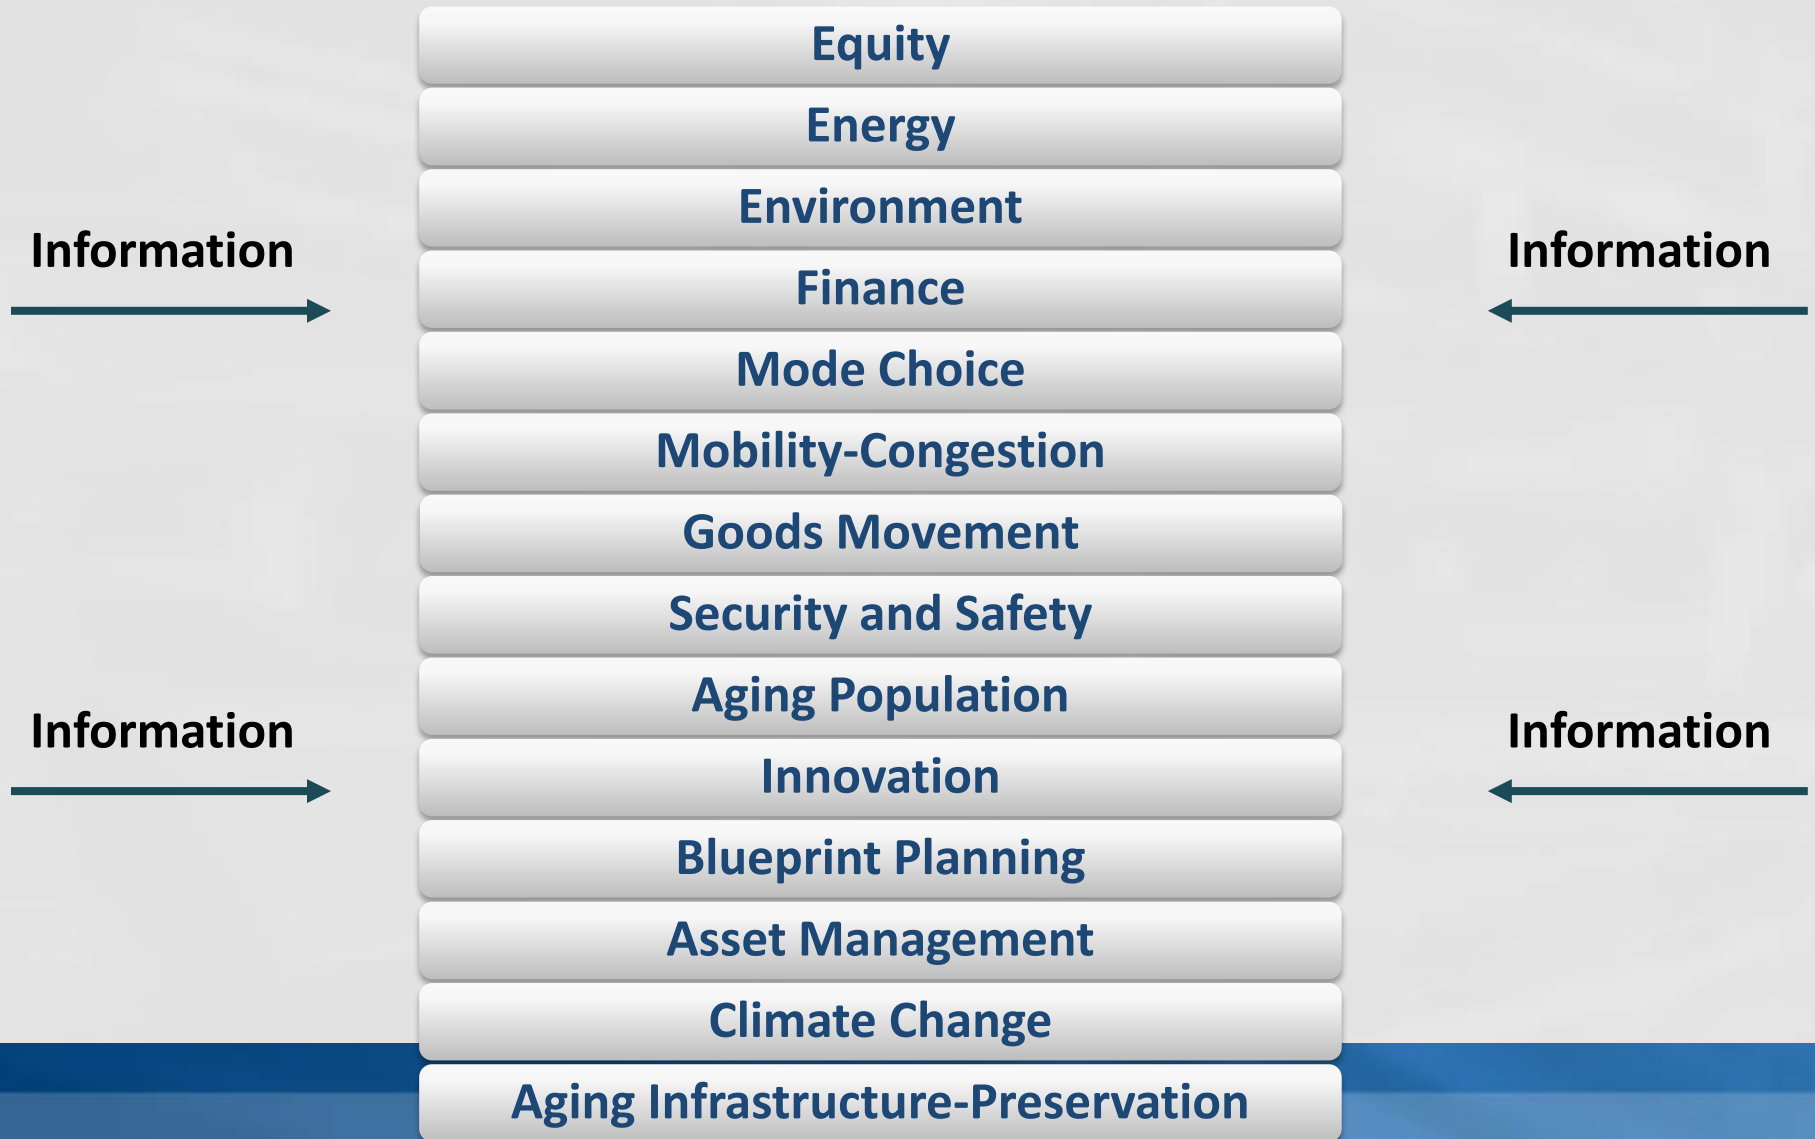 Equity
Energy
Environment
Information
Information
Finance
Mode Choice
Mobility-Congestion
Goods Movement
Security and Safety
Aging Population
Information
Information
Innovation
Blueprint Planning
Asset Management
Climate Change
Aging Infrastructure-Preservation